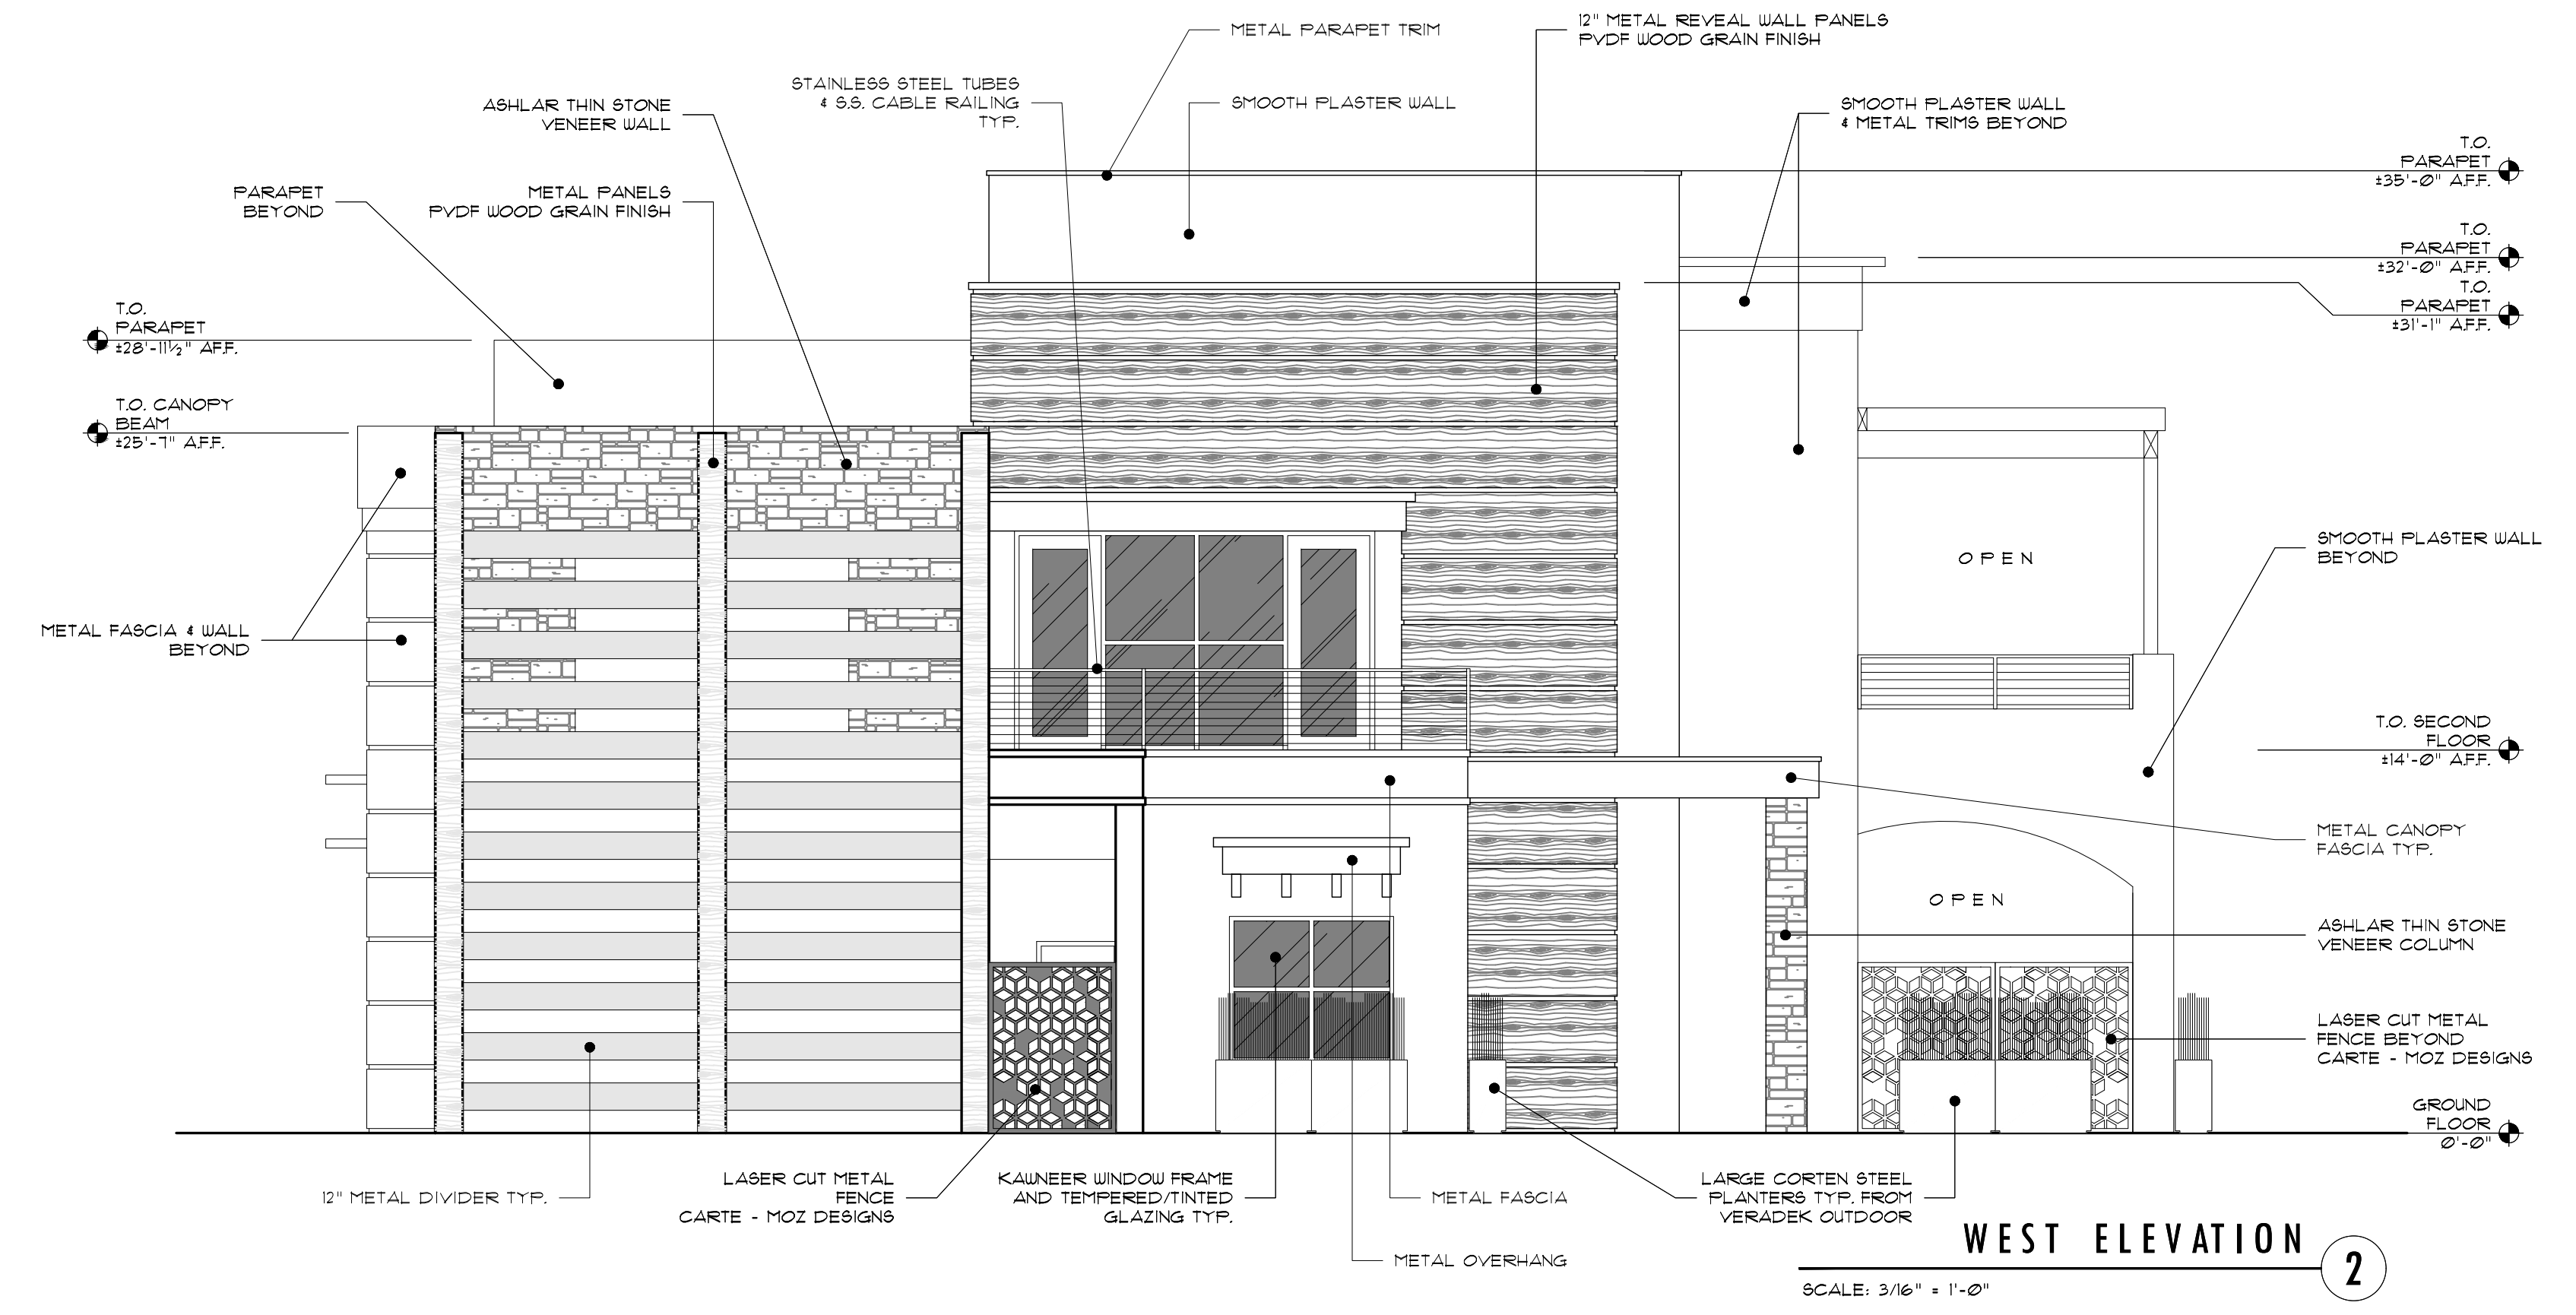 METAL PARAPET TRIM
12" METAL REVEAL WALL PANELS
PVDF WOOD GRAIN FINISH
STAINLESS STEEL TUBES
& S.S. CABLE RAILING
TYP.
SMOOTH PLASTER WALL
ASHLAR THIN STONE
VENEER WALL
SMOOTH PLASTER WALL
& METAL TRIMS BEYOND
T.O.
PARAPET
±35'-0" A.F.F.
PARAPET
BEYOND
METAL PANELS
PVDF WOOD GRAIN FINISH
T.O.
PARAPET
±32'-0" A.F.F.
T.O.
PARAPET
±31'-1" A.F.F.
T.O.
PARAPET
±28'-11½" A.F.F.
T.O. CANOPY
BEAM
±25'-7" A.F.F.
OPEN
SMOOTH PLASTER WALL
BEYOND
METAL FASCIA & WALL
BEYOND
T.O. SECOND
FLOOR
±14'-0" A.F.F.
METAL CANOPY
FASCIA TYP.
OPEN
ASHLAR THIN STONE
VENEER COLUMN
LASER CUT METAL
FENCE BEYOND
CARTE - MOZ DESIGNS
GROUND
FLOOR
0'-0"
12" METAL DIVIDER TYP.
LASER CUT METAL
FENCE
CARTE - MOZ DESIGNS
KAWNEER WINDOW FRAME
AND TEMPERED/TINTED
GLAZING TYP.
METAL FASCIA
LARGE CORTEN STEEL
PLANTERS TYP. FROM
VERADEK OUTDOOR
METAL OVERHANG
WEST ELEVATION
2
SCALE: 3/16" = 1'-0"